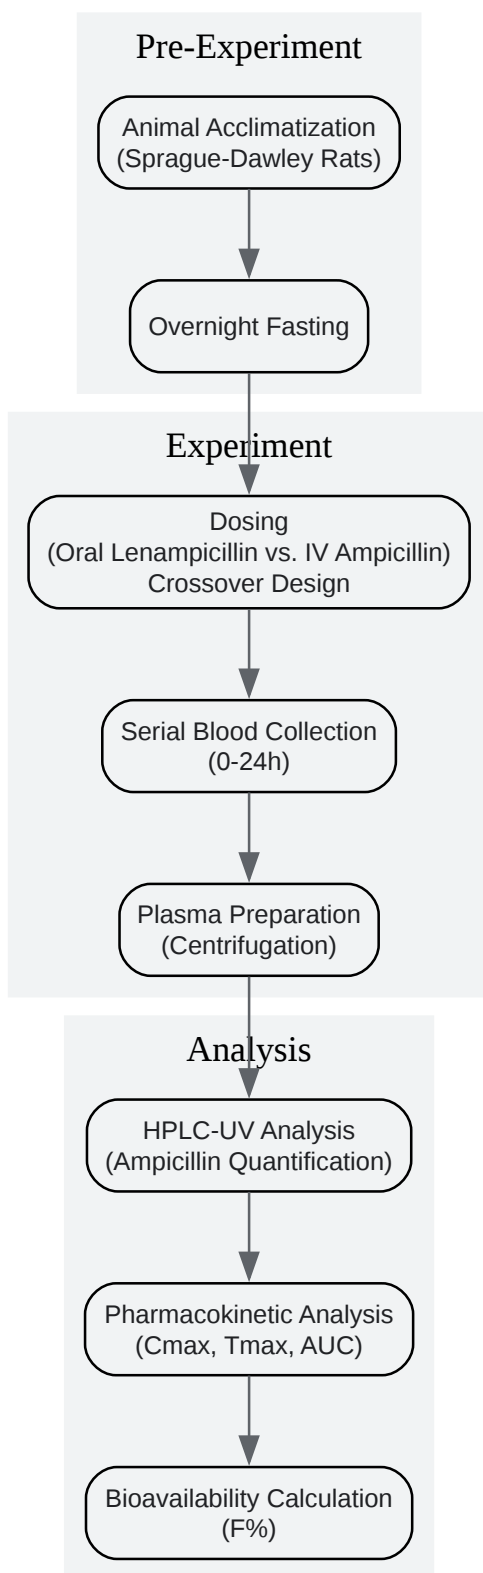 Pre-Experiment
Animal Acclimatization
(Sprague-Dawley Rats)
Overnight Fasting
Experiment
Dosing
(Oral Lenampicillin vs. IV Ampicillin)
Crossover Design
Serial Blood Collection
(0-24h)
Plasma Preparation
(Centrifugation)
Analysis
HPLC-UV Analysis
(Ampicillin Quantification)
Pharmacokinetic Analysis
(Cmax, Tmax, AUC)
Bioavailability Calculation
(F%)